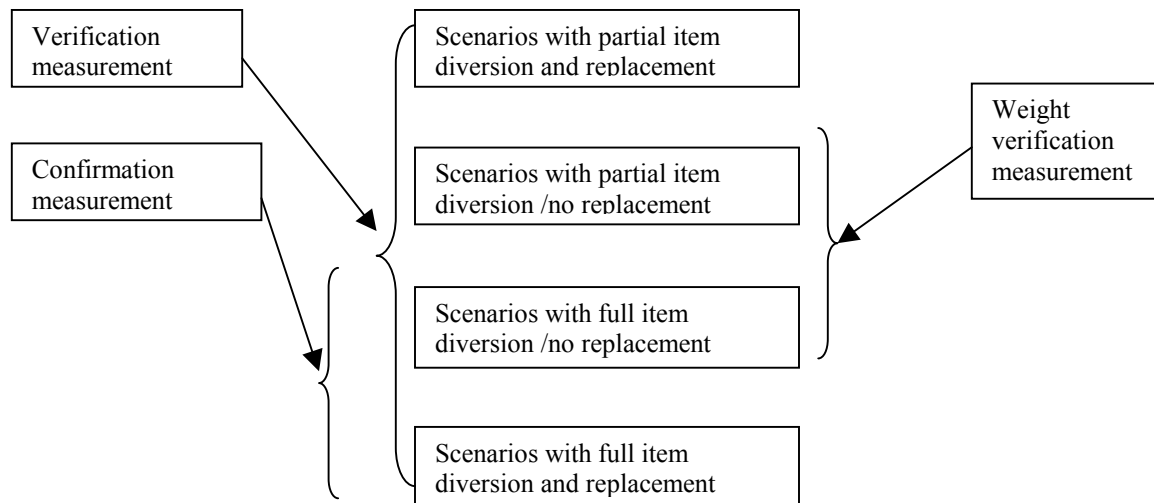 Verification
measurement
Confirmation
measurement
Scenarios with partial item
diversion and replacement
Scenarios with partial item
diversion /no replacement
Scenarios with full item
diversion /no replacement
Scenarios with full item
diversion and replacement
Weight
verification
measurement